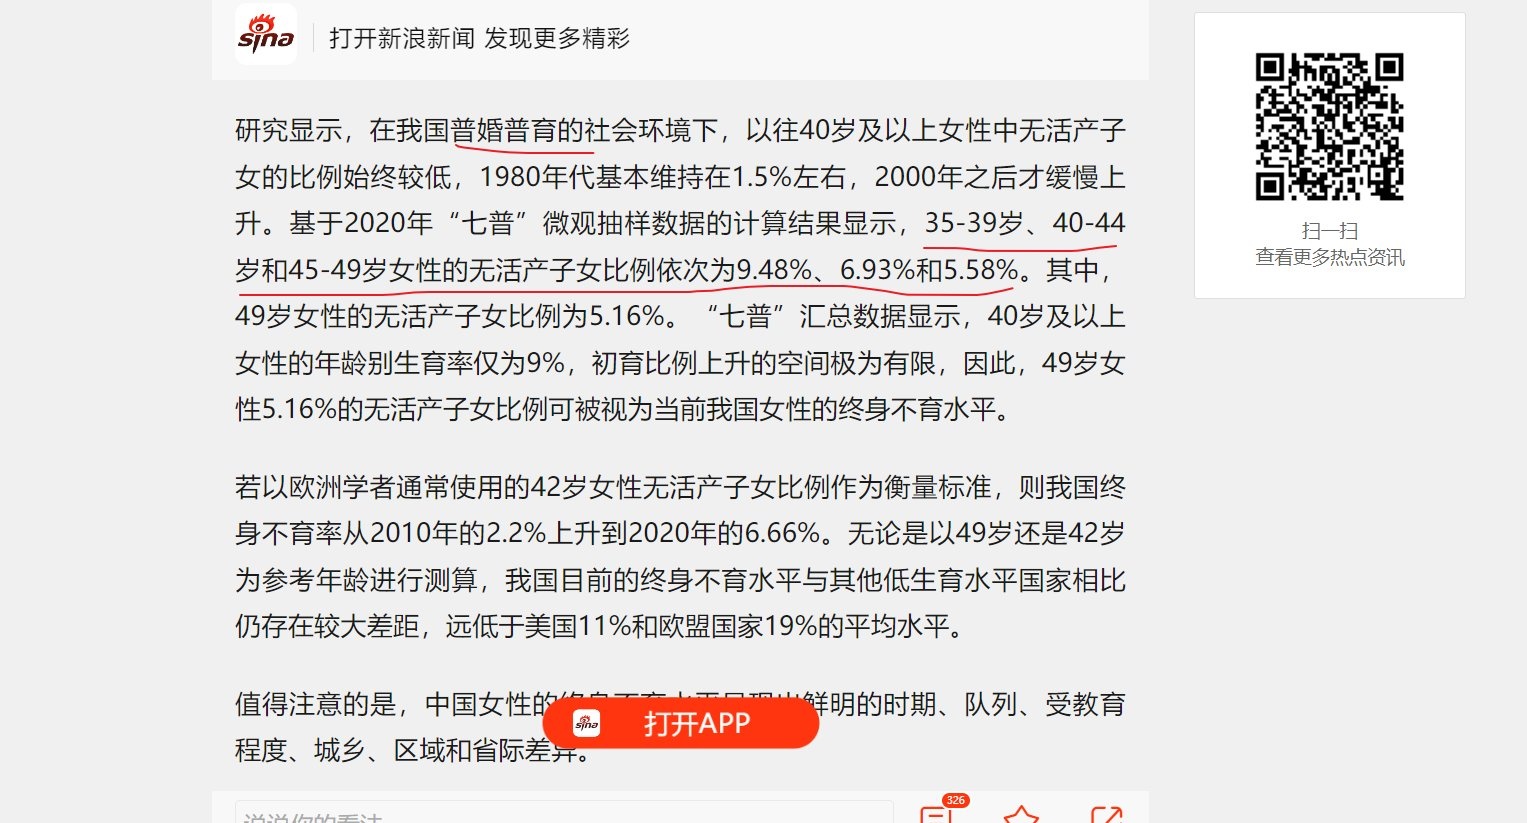 sina
打开新浪新闻 发现更多精彩
研究显示，在我国普婚普育的社会环境下，以往40岁及以上女性中无活产子
女的比例始终较低，1980年代基本维持在1.5%左右，2000年之后才缓慢上
升。基于2020年“七普”微观抽样数据的计算结果显示，35-39岁、40-44
岁和45-49岁女性的无活产子女比例依次为9.48%、6.93%和5.58%。其中，
49岁女性的无活产子女比例为5.16%。“七普”汇总数据显示，40岁及以上
女性的年龄别生育率仅为9%，初育比例上升的空间极为有限，因此，49岁女
性5.16%的无活产子女比例可被视为当前我国女性的终身不育水平。
若以欧洲学者通常使用的42岁女性无活产子女比例作为衡量标准，则我国终
身不育率从2010年的2.2%上升到2020年的6.66%。无论是以49岁还是42岁
为参考年龄进行测算，我国目前的终身不育水平与其他低生育水平国家相比
仍存在较大差距，远低于美国11%和欧盟国家19%的平均水平。
值得注意的是，中国女性的鲜明的时期、队列、受教育
程度、城乡、区域和省际差异。
sina 打开APP
说说你的看法
326
扫一扫
查看更多热点资讯